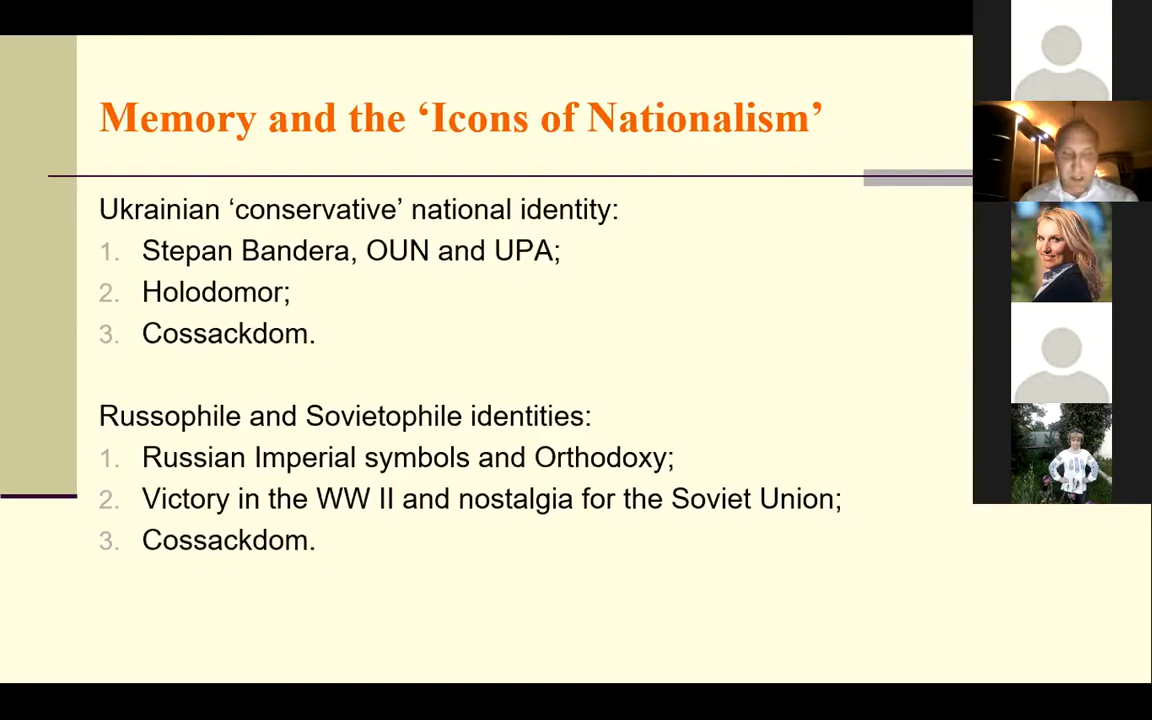 Memory and the ‘Icons of Nationalism’
Ukrainian ‘conservative’ national identity:
1. Stepan Bandera, OUN and UPA;
2. Holodomor;
3. Cossackdom.
Russophile and Sovietophile identities:
1. Russian Imperial symbols and Orthodoxy;
2. Victory in the WW II and nostalgia for the Soviet Union;
3. Cossackdom.